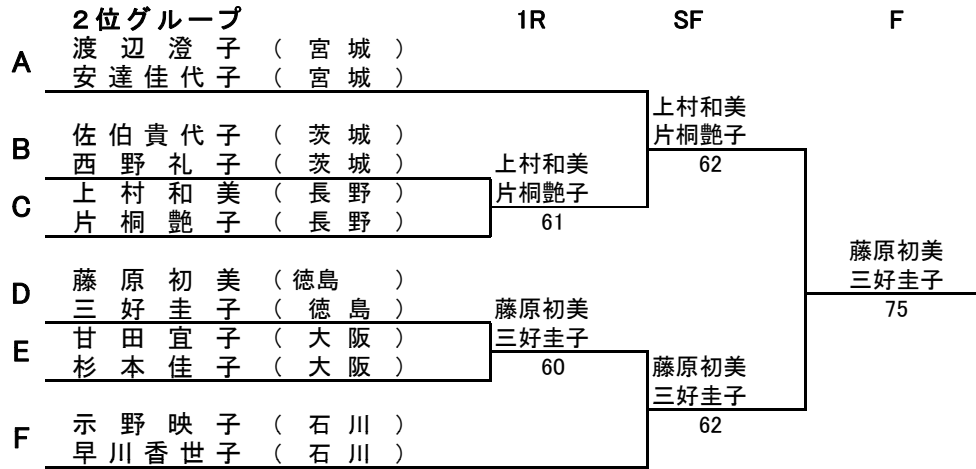 ２位グループ 1R SF F
A 渡辺澄子 （ 宮城 ）
安達佳代子 （ 宮城 ）
上村和美
片桐艶子
62
B 佐伯貴代子 （ 茨城 ）
西野礼子 （ 茨城 ）
上村和美
片桐艶子
61
C 上村和美 （ 長野 ）
片桐艶子 （ 長野 ）
藤原初美
三好圭子
75
D 藤原初美 （ 徳島 ）
三好圭子 （ 徳島 ）
藤原初美
三好圭子
60
E 甘田宜子 （ 大阪 ）
杉本佳子 （ 大阪 ）
藤原初美
三好圭子
62
F 示野映子 （ 石川 ）
早川香世子 （ 石川 ）